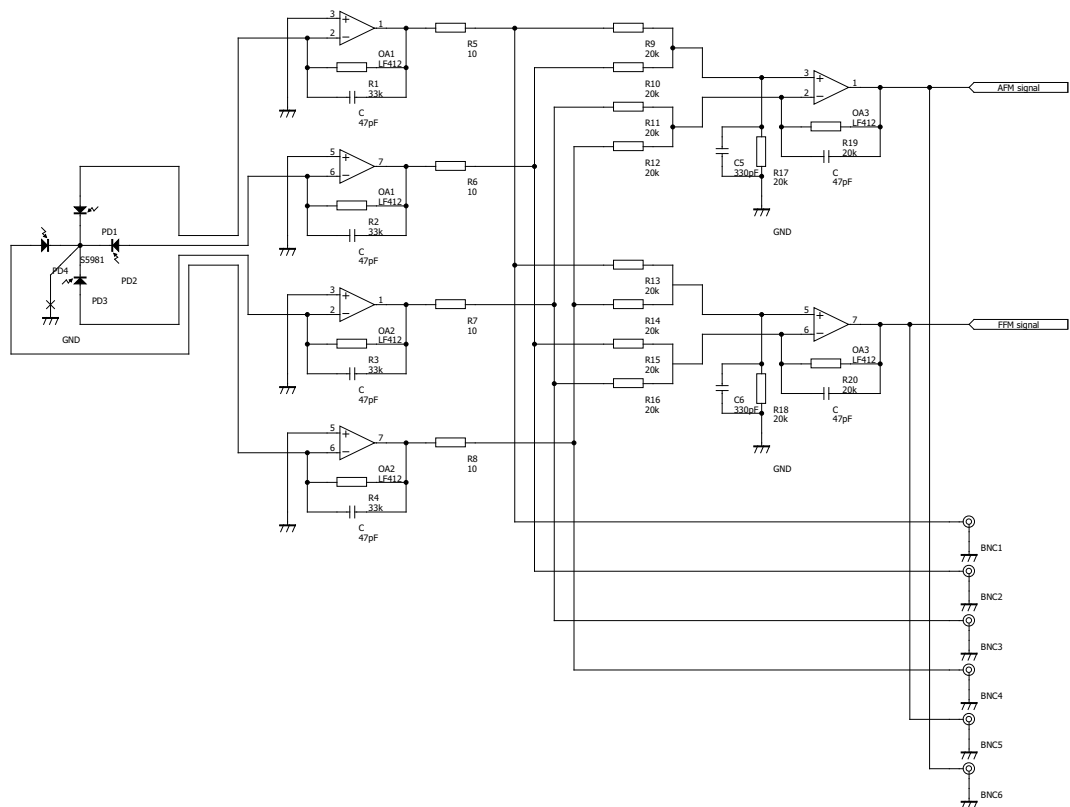 3
1
2
OA1
LF412
R1
33k
C
47pF
R5
10
R9
20k
R10
20k
R11
20k
R12
20k
3
1
2
OA3
LF412
R19
20k
C
47pF
C5
330pF
R17
20k
GND
AFM signal
5
7
6
OA1
LF412
R2
33k
C
47pF
R6
10
PD1
S5981
PD4
PD2
PD3
GND
3
1
2
OA2
LF412
R3
33k
C
47pF
R7
10
R13
20k
R14
20k
R15
20k
R16
20k
5
7
6
OA3
LF412
R20
20k
C
47pF
C6
330pF
R18
20k
GND
FFM signal
5
7
6
OA2
LF412
R4
33k
C
47pF
R8
10
BNC1
BNC2
BNC3
BNC4
BNC5
BNC6